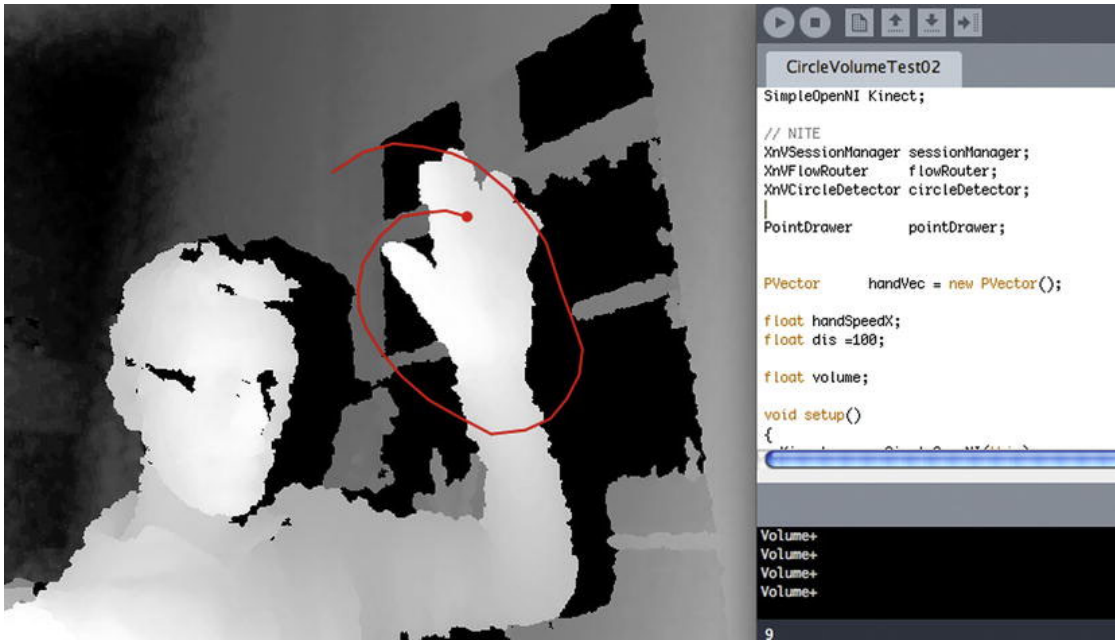 CircleVolumeTest02
SimpleOpenNI Kinect;
// NITE
XnVSessionManager sessionManager;
XnVFlowRouter flowRouter;
XnVCircleDetector circleDetector;
PointDrawer pointDrawer;
PVector handVec = new PVector();
float handSpeedX;
float dis =100;
float volume;
void setup()
{
Volume+
Volume+
Volume+
Volume+
9